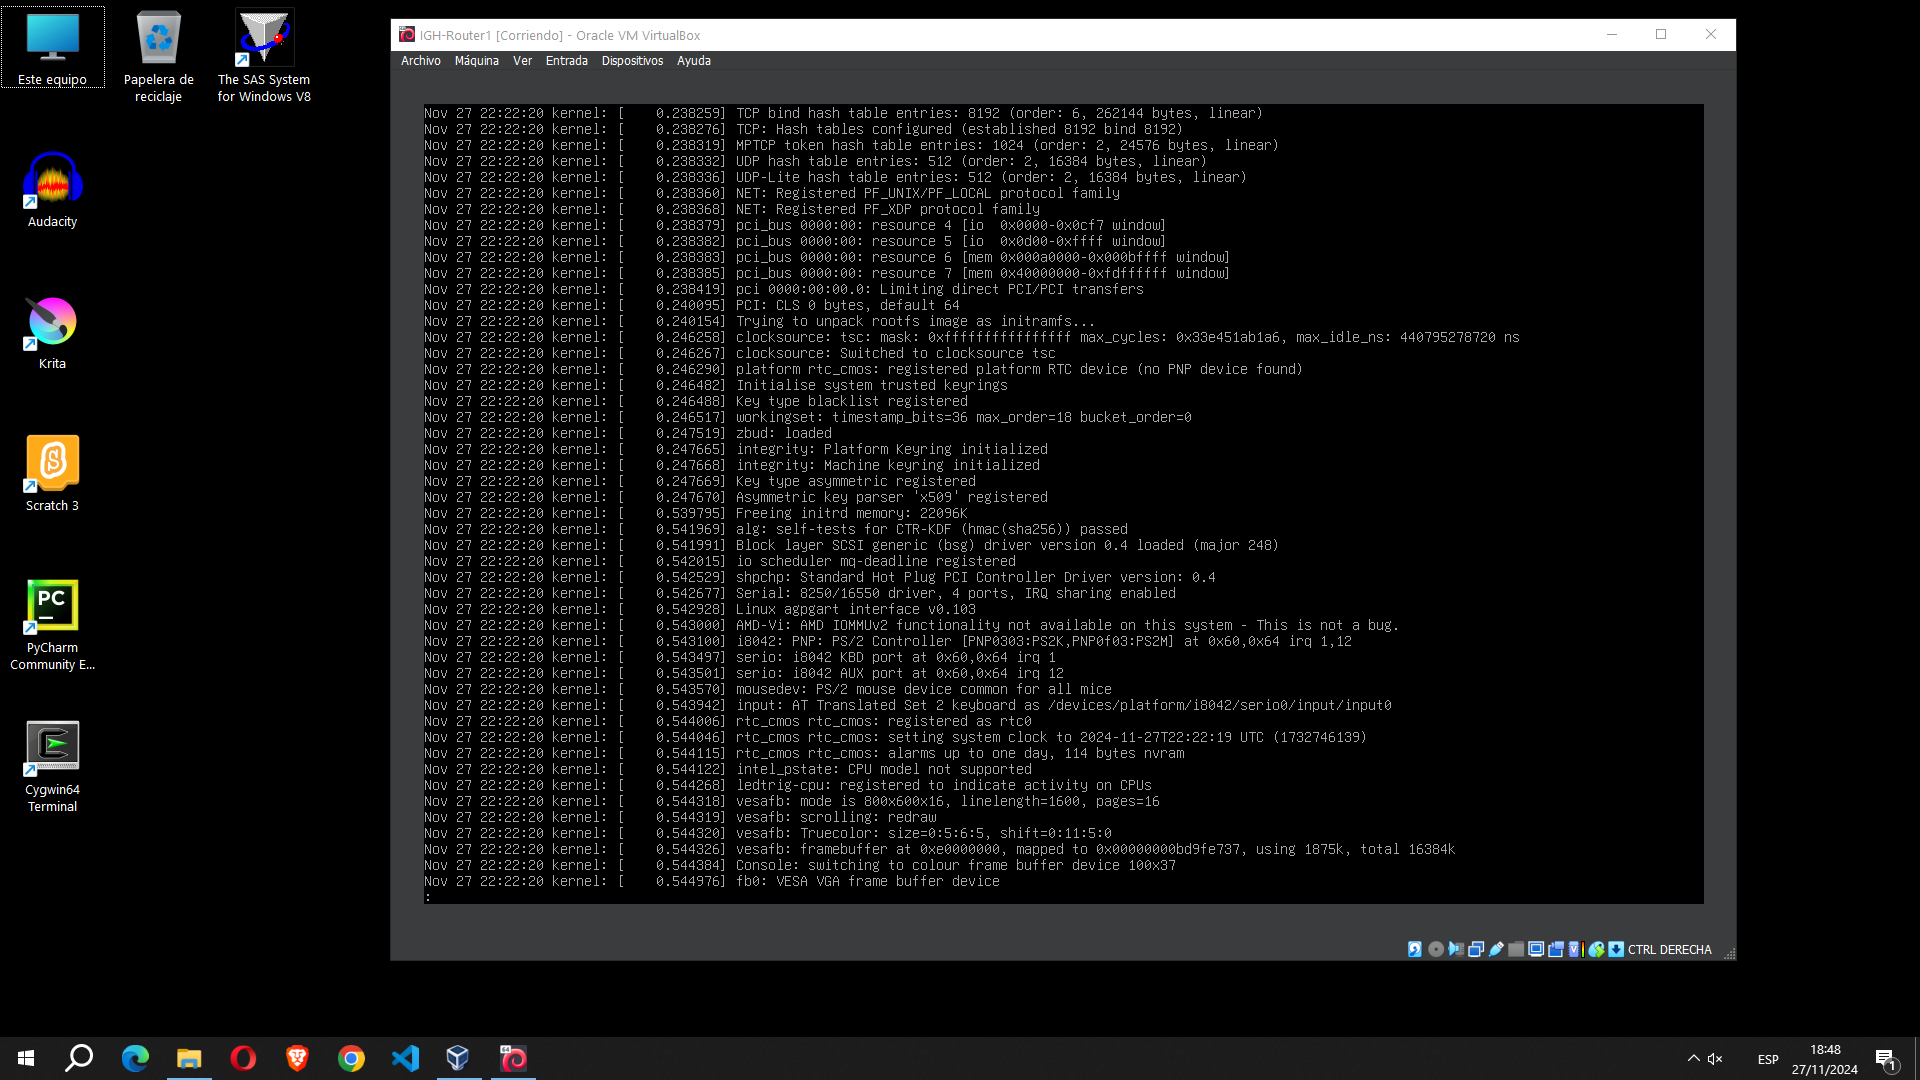 Este equipo
Papelera de
reciclaje
The SAS System
for Windows V8
Audacity
Krita
Scratch 3
PC
PyCharm
Community E...
Cygwin64
Terminal
IGH-Router1 [Corriendo] - Oracle VM VirtualBox
Archivo Máquina Ver Entrada Dispositivos Ayuda
Nov 27 22:22:20 kernel: [    0.238259] TCP bind hash table entries: 8192 (order: 6, 262144 bytes, linear)
Nov 27 22:22:20 kernel: [    0.238276] TCP: Hash tables configured (established 8192 bind 8192)
Nov 27 22:22:20 kernel: [    0.238319] MPTCP token hash table entries: 1024 (order: 2, 24576 bytes, linear)
Nov 27 22:22:20 kernel: [    0.238332] UDP hash table entries: 512 (order: 2, 16384 bytes, linear)
Nov 27 22:22:20 kernel: [    0.238336] UDP-Lite hash table entries: 512 (order: 2, 16384 bytes, linear)
Nov 27 22:22:20 kernel: [    0.238360] NET: Registered PF_UNIX/PF_LOCAL protocol family
Nov 27 22:22:20 kernel: [    0.238368] NET: Registered PF_XDP protocol family
Nov 27 22:22:20 kernel: [    0.238379] pci_bus 0000:00: resource 4 [io  0x0000-0x0cf7 window]
Nov 27 22:22:20 kernel: [    0.238382] pci_bus 0000:00: resource 5 [io  0x0d00-0xffff window]
Nov 27 22:22:20 kernel: [    0.238383] pci_bus 0000:00: resource 6 [mem 0x000a0000-0x000bffff window]
Nov 27 22:22:20 kernel: [    0.238385] pci_bus 0000:00: resource 7 [mem 0x40000000-0xfdffffff window]
Nov 27 22:22:20 kernel: [    0.238419] pci 0000:00:00.0: Limiting direct PCI/PCI transfers
Nov 27 22:22:20 kernel: [    0.240095] PCI: CLS 0 bytes, default 64
Nov 27 22:22:20 kernel: [    0.240154] Trying to unpack rootfs image as initramfs...
Nov 27 22:22:20 kernel: [    0.246258] clocksource: tsc: mask: 0xffffffffffffffff max_cycles: 0x33e451ab1a6, max_idle_ns: 440795278720 ns
Nov 27 22:22:20 kernel: [    0.246267] clocksource: Switched to clocksource tsc
Nov 27 22:22:20 kernel: [    0.246290] platform rtc_cmos: registered platform RTC device (no PNP device found)
Nov 27 22:22:20 kernel: [    0.246482] Initialise system trusted keyrings
Nov 27 22:22:20 kernel: [    0.246488] Key type blacklist registered
Nov 27 22:22:20 kernel: [    0.246517] workingset: timestamp_bits=36 max_order=18 bucket_order=0
Nov 27 22:22:20 kernel: [    0.247519] zbud: loaded
Nov 27 22:22:20 kernel: [    0.247665] integrity: Platform Keyring initialized
Nov 27 22:22:20 kernel: [    0.247668] integrity: Machine keyring initialized
Nov 27 22:22:20 kernel: [    0.247669] Key type asymmetric registered
Nov 27 22:22:20 kernel: [    0.247670] Asymmetric key parser 'x509' registered
Nov 27 22:22:20 kernel: [    0.539795] Freeing initrd memory: 22096K
Nov 27 22:22:20 kernel: [    0.541969] alg: self-tests for CTR-KDF (hmac(sha256)) passed
Nov 27 22:22:20 kernel: [    0.541991] Block layer SCSI generic (bsg) driver version 0.4 loaded (major 248)
Nov 27 22:22:20 kernel: [    0.542015] io scheduler mq-deadline registered
Nov 27 22:22:20 kernel: [    0.542529] shpchp: Standard Hot Plug PCI Controller Driver version: 0.4
Nov 27 22:22:20 kernel: [    0.542677] Serial: 8250/16550 driver, 4 ports, IRQ sharing enabled
Nov 27 22:22:20 kernel: [    0.542928] Linux agpgart interface v0.103
Nov 27 22:22:20 kernel: [    0.543000] AMD-Vi: AMD IOMMUv2 functionality not available on this system - This is not a bug.
Nov 27 22:22:20 kernel: [    0.543100] i8042: PNP: PS/2 Controller [PNP0303:PS2K,PNP0f03:PS2M] at 0x60,0x64 irq 1,12
Nov 27 22:22:20 kernel: [    0.543497] serio: i8042 KBD port at 0x60,0x64 irq 1
Nov 27 22:22:20 kernel: [    0.543501] serio: i8042 AUX port at 0x60,0x64 irq 12
Nov 27 22:22:20 kernel: [    0.543570] mousedev: PS/2 mouse device common for all mice
Nov 27 22:22:20 kernel: [    0.543942] input: AT Translated Set 2 keyboard as /devices/platform/i8042/serio0/input/input0
Nov 27 22:22:20 kernel: [    0.544006] rtc_cmos rtc_cmos: registered as rtc0
Nov 27 22:22:20 kernel: [    0.544046] rtc_cmos rtc_cmos: setting system clock to 2024-11-27T22:22:19 UTC (1732746139)
Nov 27 22:22:20 kernel: [    0.544115] rtc_cmos rtc_cmos: alarms up to one day, 114 bytes nvram
Nov 27 22:22:20 kernel: [    0.544122] intel_pstate: CPU model not supported
Nov 27 22:22:20 kernel: [    0.544268] ledtrig-cpu: registered to indicate activity on CPUs
Nov 27 22:22:20 kernel: [    0.544318] vesafb: mode is 800x600x16, linelength=1600, pages=16
Nov 27 22:22:20 kernel: [    0.544319] vesafb: scrolling: redraw
Nov 27 22:22:20 kernel: [    0.544320] vesafb: Truecolor: size=0:5:6:5, shift=0:11:5:0
Nov 27 22:22:20 kernel: [    0.544326] vesafb: framebuffer at 0xe0000000, mapped to 0x00000000bd9fe737, using 1875k, total 16384k
Nov 27 22:22:20 kernel: [    0.544384] Console: switching to colour frame buffer device 100x37
Nov 27 22:22:20 kernel: [    0.544976] fb0: VESA VGA frame buffer device
:
CTRL DERECHA
ESP
18:48
27/11/2024
1